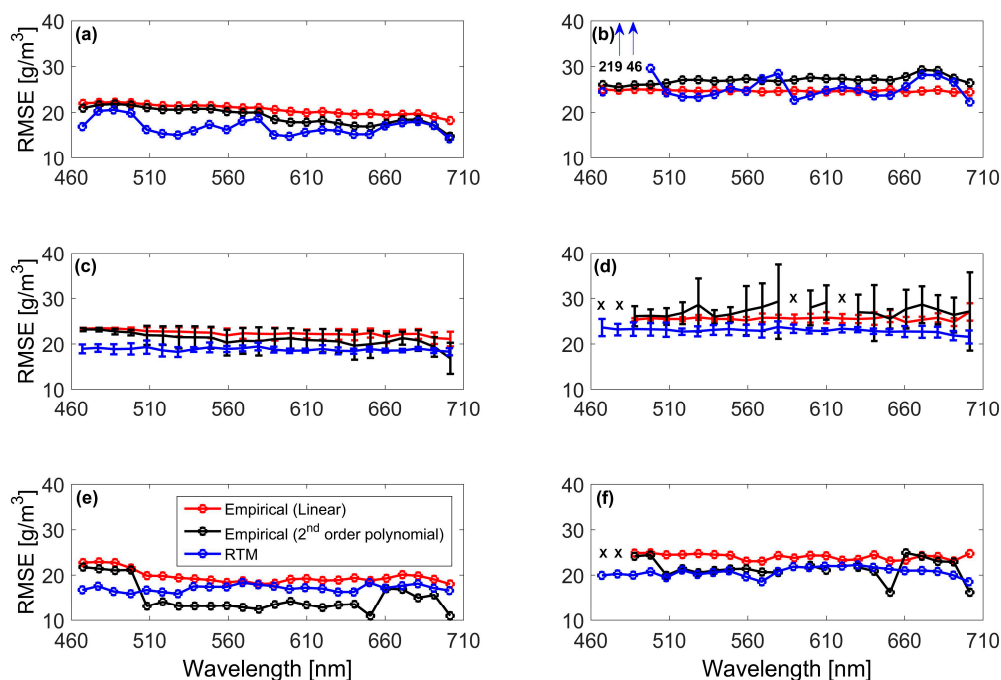 (a)
RMSE [g/m³]
40
30
20
10
460 510 560 610 660 710
(b)
219 46
40
30
20
10
460 510 560 610 660 710
(c)
RMSE [g/m³]
40
30
20
10
460 510 560 610 660 710
(d)
x x x x
40
30
20
10
460 510 560 610 660 710
(e)
RMSE [g/m³]
40
30
20
10
Empirical (Linear)
Empirical (2nd order polynomial)
RTM
460 510 560 610 660 710
Wavelength [nm]
(f)
x x
40
30
20
10
460 510 560 610 660 710
Wavelength [nm]